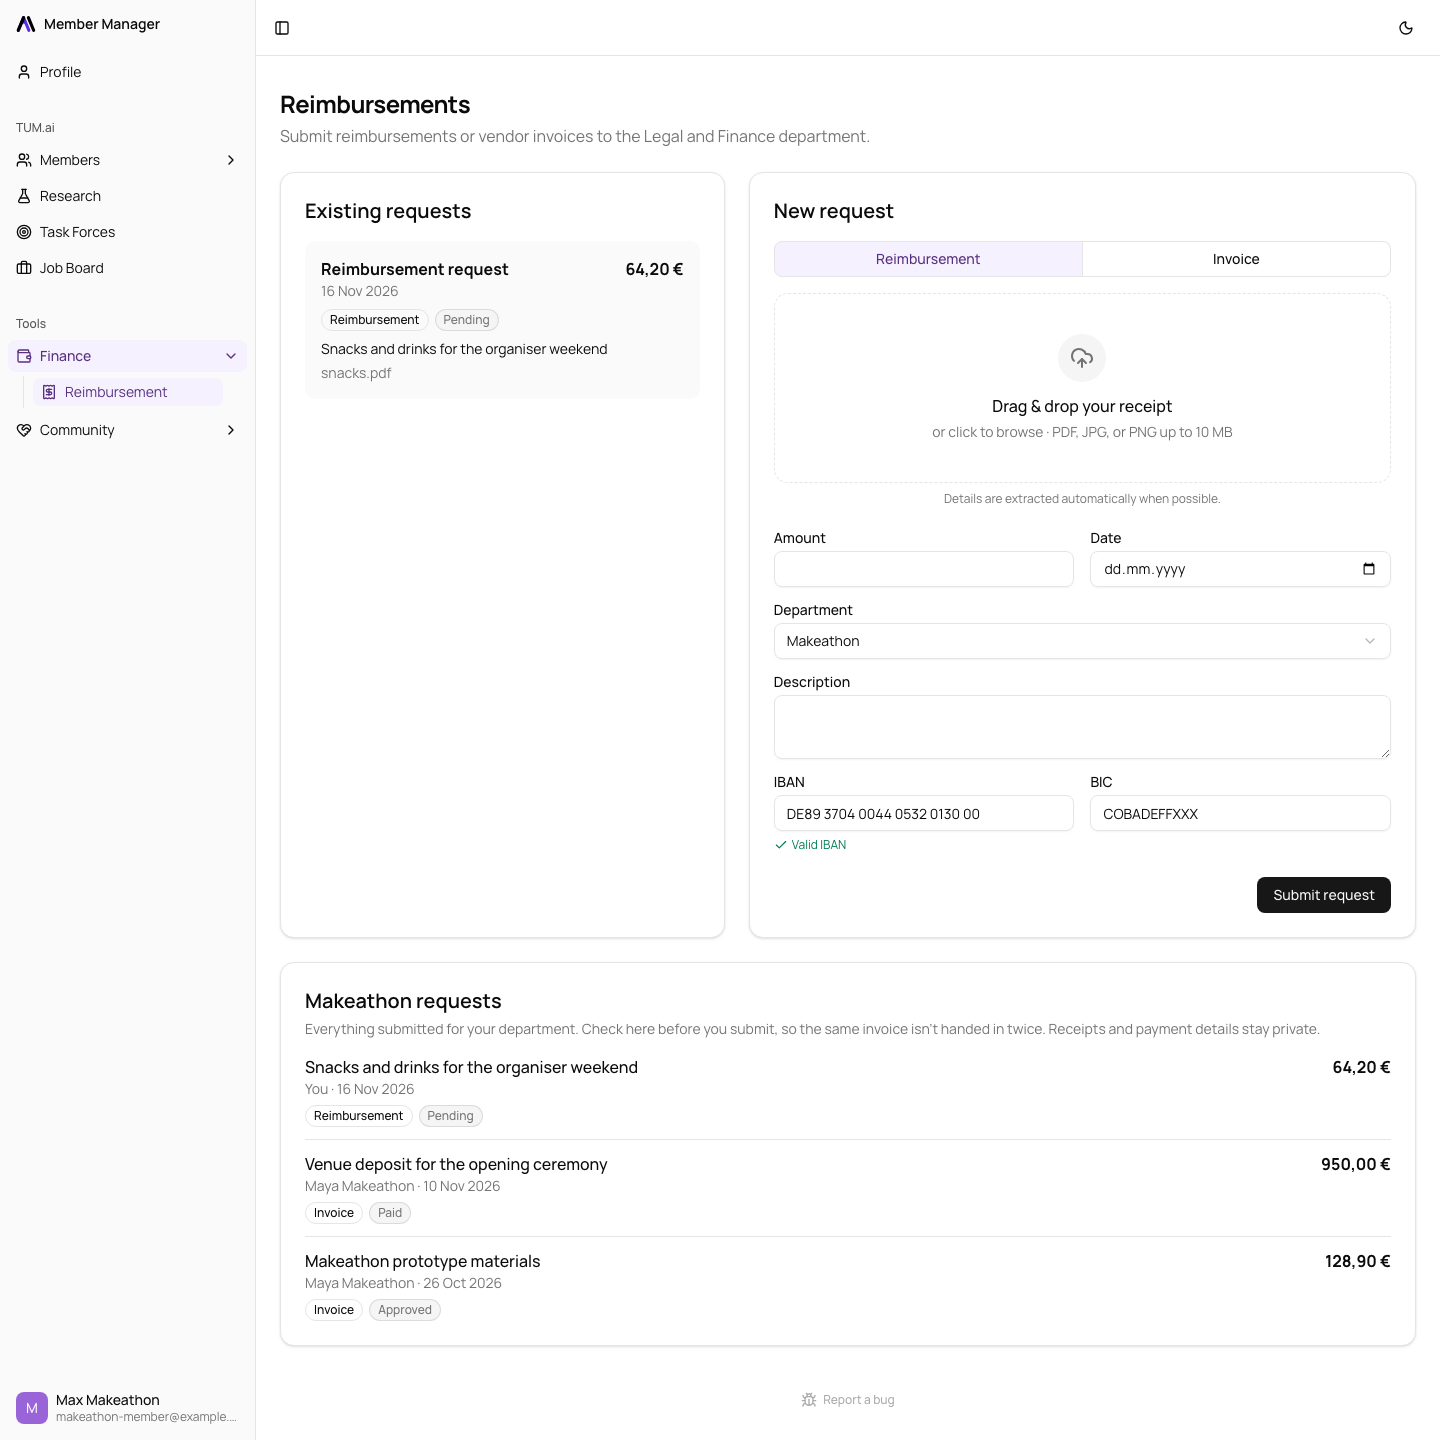 Member Manager
Profile
TUM.ai
Members
Research
Task Forces
Job Board
Tools
Finance
Reimbursement
Community
Max Makeathon
makeathon-member@example....
M
Reimbursements
Submit reimbursements or vendor invoices to the Legal and Finance department.
Existing requests
Reimbursement request 64,20 €
16 Nov 2026
Reimbursement Pending
Snacks and drinks for the organiser weekend
snacks.pdf
New request
Reimbursement Invoice
Drag & drop your receipt
or click to browse · PDF, JPG, or PNG up to 10 MB
Details are extracted automatically when possible.
Amount Date
dd.mm.yyyy
Department
Makeathon
Description
IBAN BIC
DE89 3704 0044 0532 0130 00 COBADEFFXXX
Valid IBAN
Submit request
Makeathon requests
Everything submitted for your department. Check here before you submit, so the same invoice isn't handed in twice. Receipts and payment details stay private.
Snacks and drinks for the organiser weekend 64,20 €
You · 16 Nov 2026
Reimbursement Pending
Venue deposit for the opening ceremony 950,00 €
Maya Makeathon · 10 Nov 2026
Invoice Paid
Makeathon prototype materials 128,90 €
Maya Makeathon · 26 Oct 2026
Invoice Approved
Report a bug